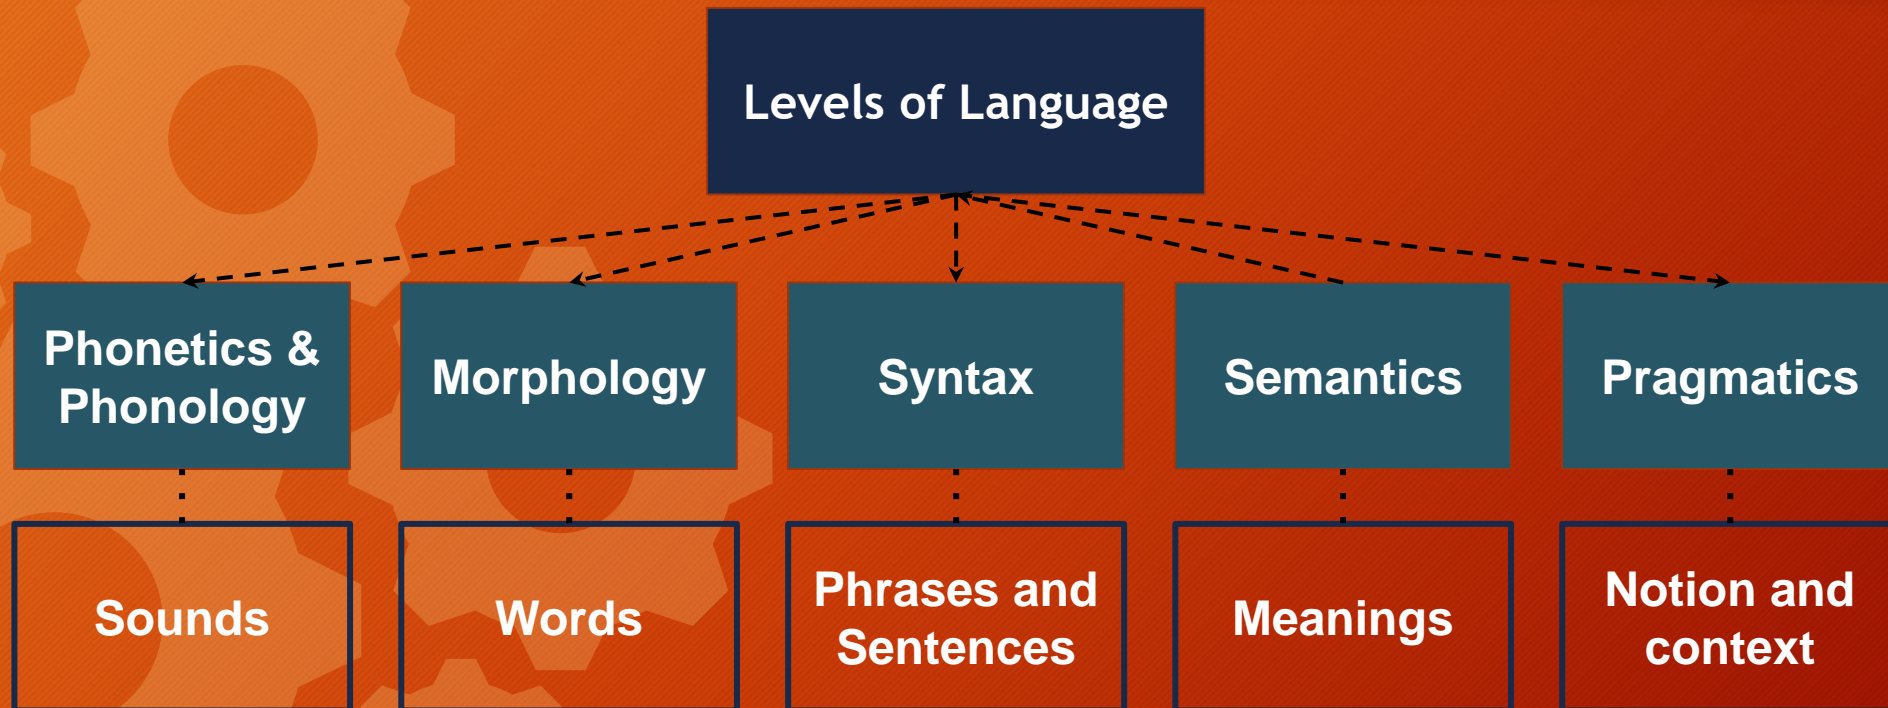 Levels of Language
Phonetics &
Phonology
Morphology
Syntax
Semantics
Pragmatics
Sounds
Words
Phrases and
Sentences
Meanings
Notion and
context